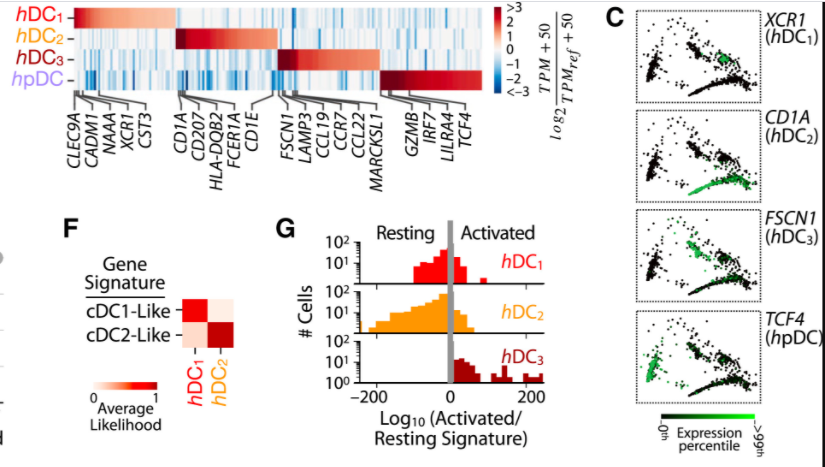 hDC1
hDC2
hDC3
hpDC
>3
2
1
0
−1
−2
<−3
log2 TPM + 50 / TPMref + 50
CLEC9A
CADM1
NAAA
XCR1
CST3
CD1A
CD207
HLA-DQB2
FCER1A
CD1E
FSCN1
LAMP3
CCL19
CCR7
CCL22
MARCKSL1
GZMB
IRF7
LILRA4
TCF4
C
XCR1
(hDC1)
CD1A
(hDC2)
FSCN1
(hDC3)
TCF4
(hpDC)
0th
>99th
Expression
percentile
F
Gene
Signature
cDC1-Like
cDC2-Like
hDC1
hDC2
0 1
Average
Likelihood
G
Resting Activated
# Cells
10²
10¹
hDC1
10²
10¹
hDC2
10²
10¹
10⁰
hDC3
−200 0 200
Log10 (Activated/
Resting Signature)